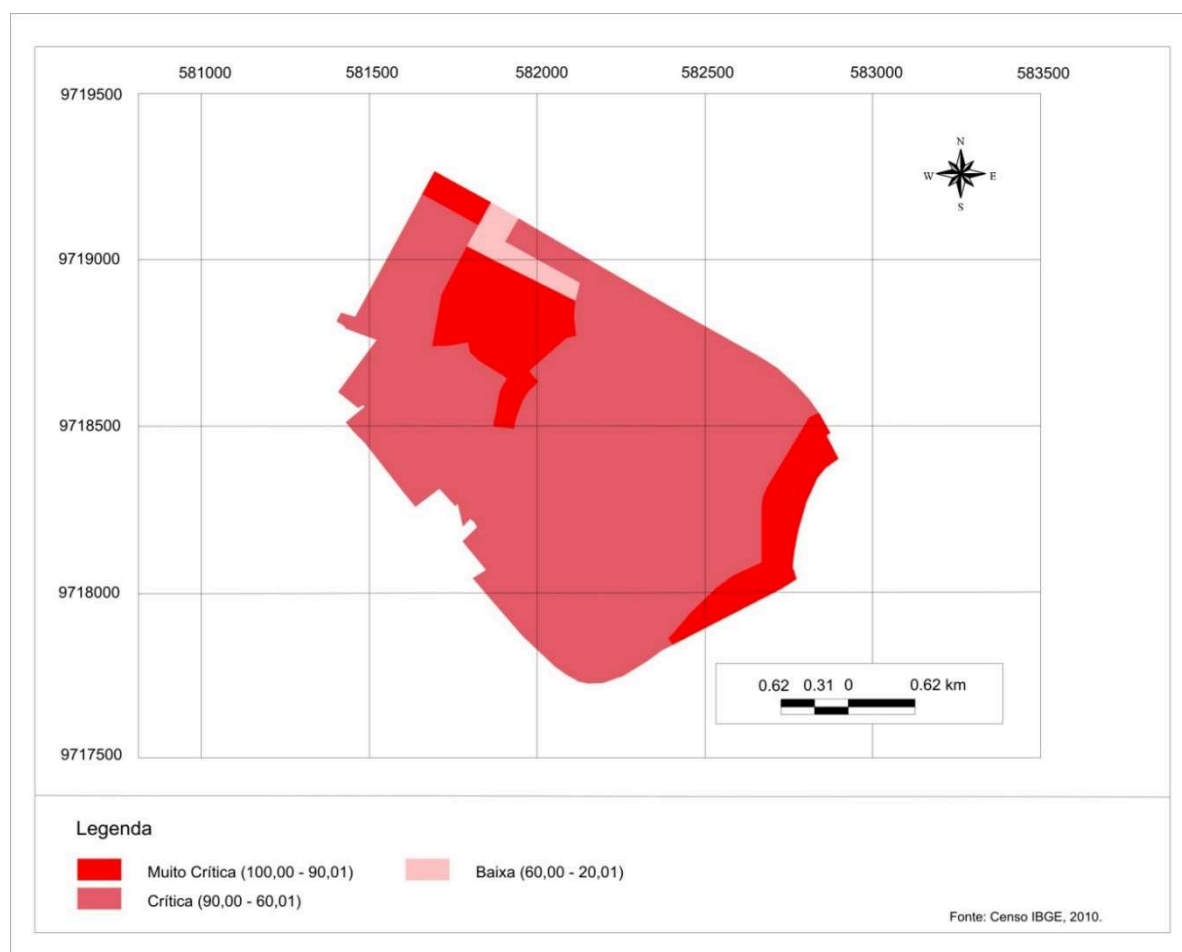 581000 581500 582000 582500 583000 583500
9719500
N
W E
S
9719000
9718500
9718000
0.62 0.31 0 0.62 km
9717500
Legenda
Muito Crítica (100,00 - 90,01) Baixa (60,00 - 20,01)
Crítica (90,00 - 60,01)
Fonte: Censo IBGE, 2010.